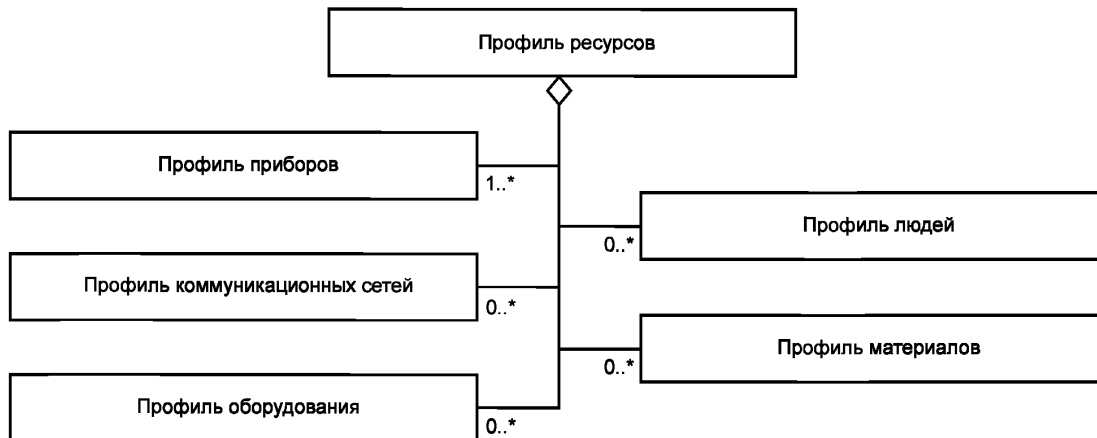 Профиль ресурсов
Профиль приборов
1..*
Профиль людей
0..*
Профиль коммуникационных сетей
0..*
Профиль материалов
0..*
Профиль оборудования
0..*